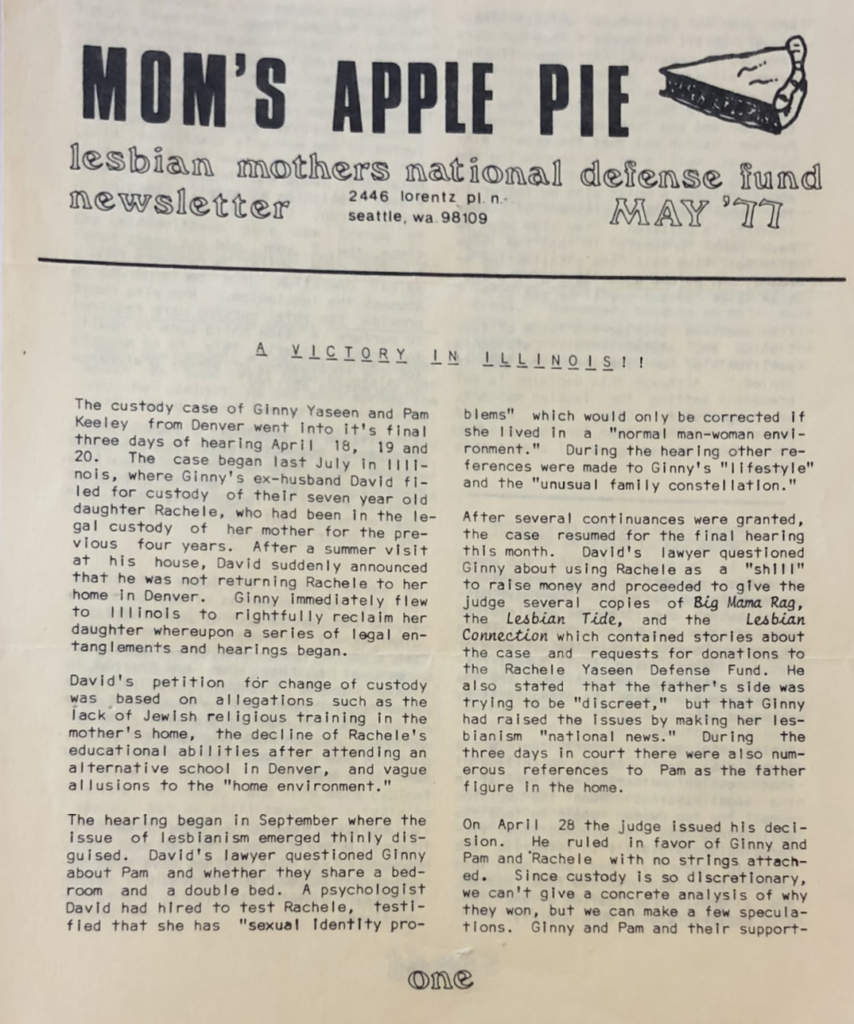 MOM'S APPLE PIE
lesbian mothers national defense fund
newsletter
2446 lorentz pl. n.
seattle, wa. 98109
MAY '77
A VICTORY IN ILLINOIS!!
The custody case of Ginny Yaseen and Pam
Keeley from Denver went into it's final
three days of hearing April 18, 19 and
20. The case began last July in Illi-
nois, where Ginny's ex-husband David fi-
led for custody of their seven year old
daughter Rachele, who had been in the le-
gal custody of her mother for the pre-
vious four years. After a summer visit
at his house, David suddenly announced
that he was not returning Rachele to her
home in Denver. Ginny immediately flew
to Illinois to rightfully reclaim her
daughter whereupon a series of legal en-
tanglements and hearings began.
David's petition for change of custody
was based on allegations such as the
lack of Jewish religious training in the
mother's home, the decline of Rachele's
educational abilities after attending an
alternative school in Denver, and vague
allusions to the "home environment."
The hearing began in September where the
issue of lesbianism emerged thinly dis-
guised. David's lawyer questioned Ginny
about Pam and whether they share a bed-
room and a double bed. A psychologist
David had hired to test Rachele, testi-
fied that she has "sexual identity pro-
blems" which would only be corrected if
she lived in a "normal man-woman envi-
ronment." During the hearing other re-
ferences were made to Ginny's "lifestyle"
and the "unusual family constellation."
After several continuances were granted,
the case resumed for the final hearing
this month. David's lawyer questioned
Ginny about using Rachele as a "shill"
to raise money and proceeded to give the
judge several copies of Big Mama Rag,
the Lesbian Tide, and the Lesbian
Connection which contained stories about
the case and requests for donations to
the Rachele Yaseen Defense Fund. He
also stated that the father's side was
trying to be "discreet," but that Ginny
had raised the issues by making her les-
bianism "national news." During the
three days in court there were also num-
erous references to Pam as the father
figure in the home.
On April 28 the judge issued his deci-
sion. He ruled in favor of Ginny and
Pam and Rachele with no strings attach-
ed. Since custody is so discretionary,
we can't give a concrete analysis of why
they won, but we can make a few specula-
tions. Ginny and Pam and their support-
one